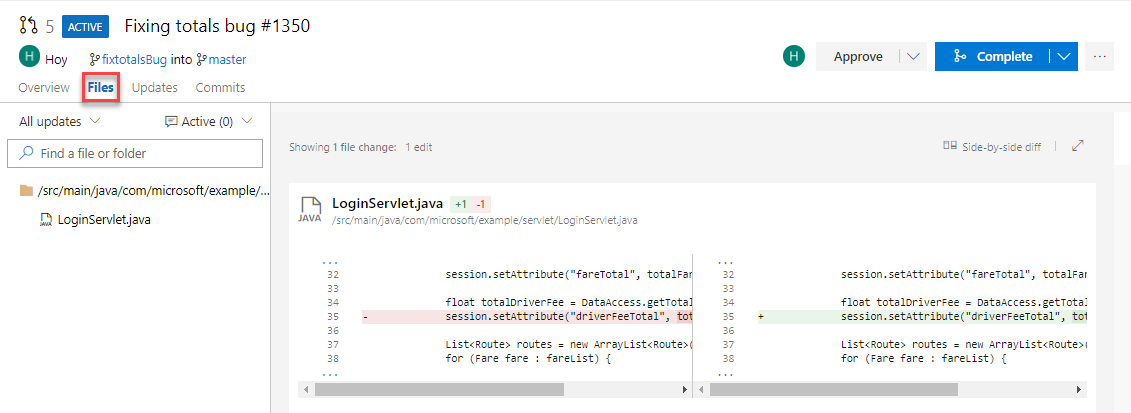 5 ACTIVE Fixing totals bug #1350
H Hoy fixtotalsBug into master H Approve Complete ...
Overview Files Updates Commits
All updates Active (0)
Find a file or folder
Showing 1 file change: 1 edit Side-by-side diff
/src/main/java/com/microsoft/example/...
LoginServlet.java
JAVA LoginServlet.java +1 -1
/src/main/java/com/microsoft/example/servlet/LoginServlet.java
... ...
32 session.setAttribute("fareTotal", totalFar 32 session.setAttribute("fareTotal", totalFa
33 33
34 float totalDriverFee = DataAccess.getTotal 34 float totalDriverFee = DataAccess.getTota
35 - session.setAttribute("driverFeeTotal", tot 35 + session.setAttribute("driverFeeTotal", to
36 36
37 List<Route> routes = new ArrayList<Route>( 37 List<Route> routes = new ArrayList<Route>
38 for (Fare fare : fareList) { 38 for (Fare fare : fareList) {
... ...